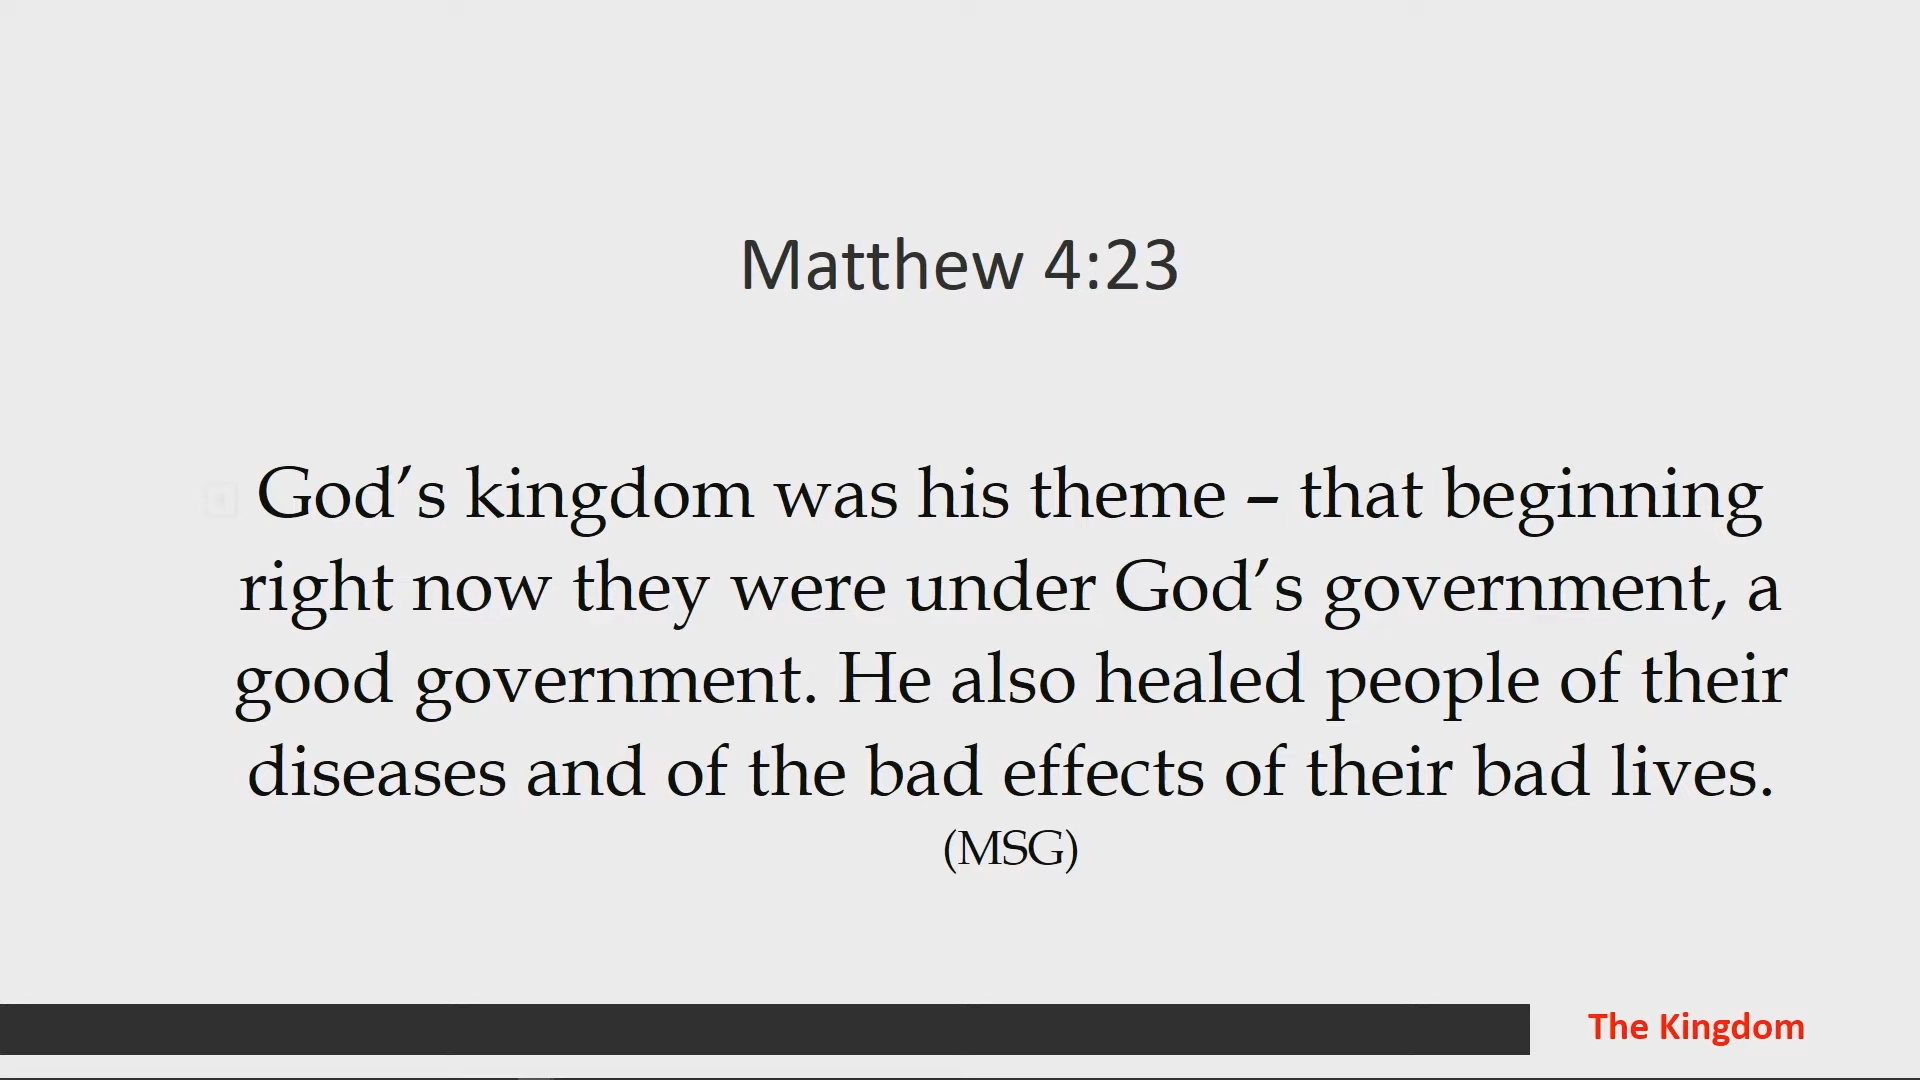 Matthew 4:23
God’s kingdom was his theme – that beginning
right now they were under God’s government, a
good government. He also healed people of their
diseases and of the bad effects of their bad lives.
(MSG)
The Kingdom